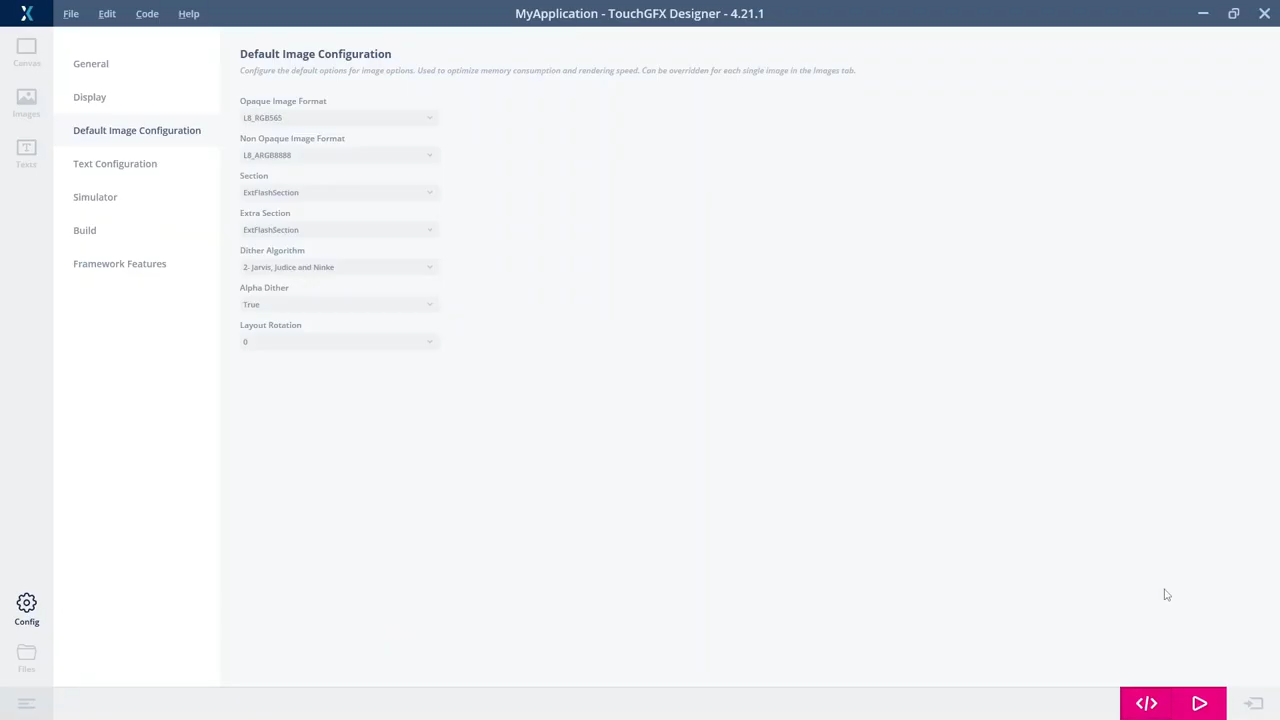 File Edit Code Help MyApplication - TouchGFX Designer - 4.21.1
Canvas
Images
Texts
Config
Files
General
Display
Default Image Configuration
Text Configuration
Simulator
Build
Framework Features
Default Image Configuration
Configure the default options for image options. Used to optimize memory consumption and rendering speed. Can be overridden for each single image in the Images tab.
Opaque Image Format
L8_RGB565
Non Opaque Image Format
L8_ARGB8888
Section
ExtFlashSection
Extra Section
ExtFlashSection
Dither Algorithm
2- Jarvis, Judice and Ninke
Alpha Dither
True
Layout Rotation
0